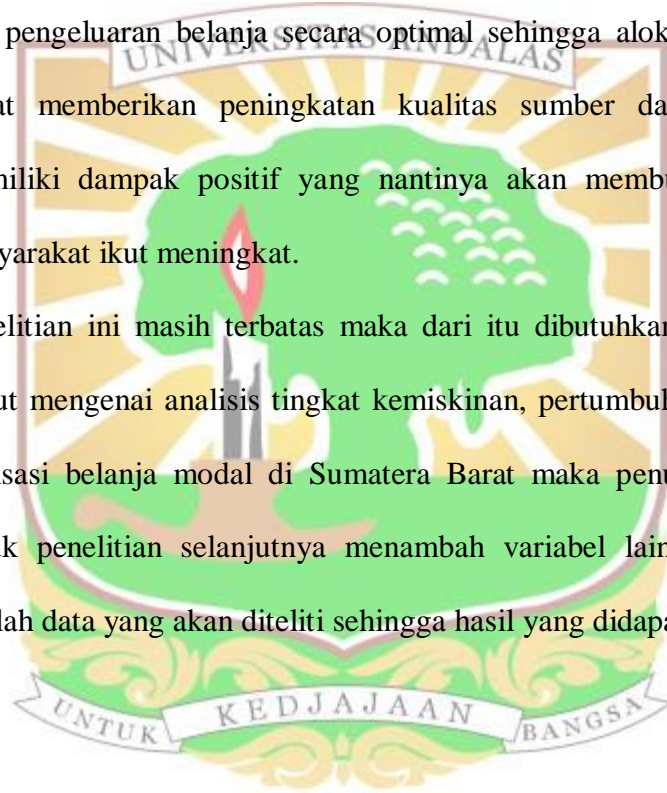 pengeluaran belanja secara optimal sehingga alok
UNIVERSITAS ANDALAS
at memberikan peningkatan kualitas sumber da
niliki dampak positif yang nantinya akan membu
yarakat ikut meningkat.
elitian ini masih terbatas maka dari itu dibutuhkan
ut mengenai analisis tingkat kemiskinan, pertumbuh
sasi belanja modal di Sumatera Barat maka penu
k penelitian selanjutnya menambah variabel lain
lah data yang akan diteliti sehingga hasil yang didapa
UNTUK KEDJAJAAN BANGSA